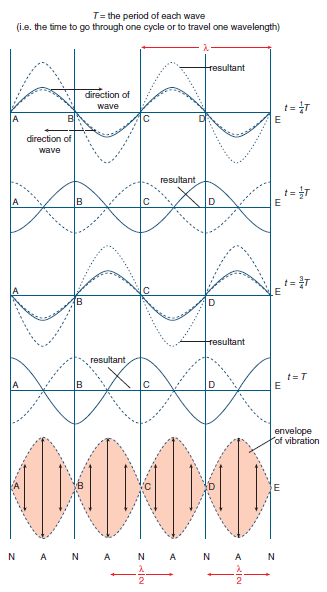 T = the period of each wave
(i.e. the time to go through one cycle or to travel one wavelength)
λ
resultant
direction of
wave
A B C D E t = 1/4 T
direction of
wave
resultant
A B C D E t = 1/2 T
A B C D E t = 3/4 T
resultant
resultant
A B C D E t = T
envelope
of vibration
A B C D E
N A N A N A N A N
λ/2 λ/2